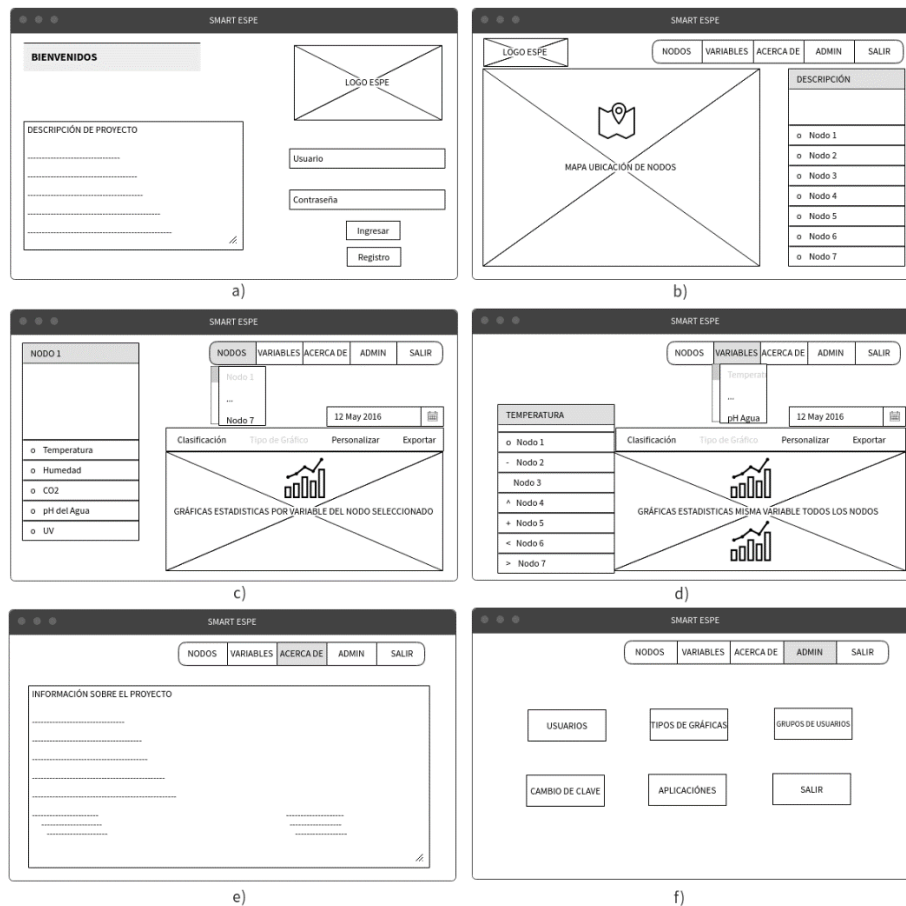 SMART ESPE
BIENVENIDOS
LOGO ESPE
DESCRIPCIÓN DE PROYECTO
Usuario
Contraseña
Ingresar
Registro
a)
SMART ESPE
LOGO ESPE
NODOS VARIABLES ACERCA DE ADMIN SALIR
DESCRIPCIÓN
MAPA UBICACIÓN DE NODOS
o Nodo 1
o Nodo 2
o Nodo 3
o Nodo 4
o Nodo 5
o Nodo 6
o Nodo 7
b)
SMART ESPE
NODO 1
NODOS VARIABLES ACERCA DE ADMIN SALIR
Nodo 1
...
Nodo 7
12 May 2016
Clasificación Tipo de Gráfico Personalizar Exportar
o Temperatura
o Humedad
o CO2
o pH del Agua
o UV
GRÁFICAS ESTADISTICAS POR VARIABLE DEL NODO SELECCIONADO
c)
SMART ESPE
NODOS VARIABLES ACERCA DE ADMIN SALIR
Temperat
...
pH Agua
12 May 2016
TEMPERATURA
Clasificación Tipo de Gráfico Personalizar Exportar
o Nodo 1
- Nodo 2
Nodo 3
^ Nodo 4
+ Nodo 5
< Nodo 6
> Nodo 7
GRÁFICAS ESTADISTICAS MISMA VARIABLE TODOS LOS NODOS
d)
SMART ESPE
NODOS VARIABLES ACERCA DE ADMIN SALIR
INFORMACIÓN SOBRE EL PROYECTO
e)
SMART ESPE
NODOS VARIABLES ACERCA DE ADMIN SALIR
USUARIOS TIPOS DE GRÁFICAS GRUPOS DE USUARIOS
CAMBIO DE CLAVE APLICACIÓNES SALIR
f)